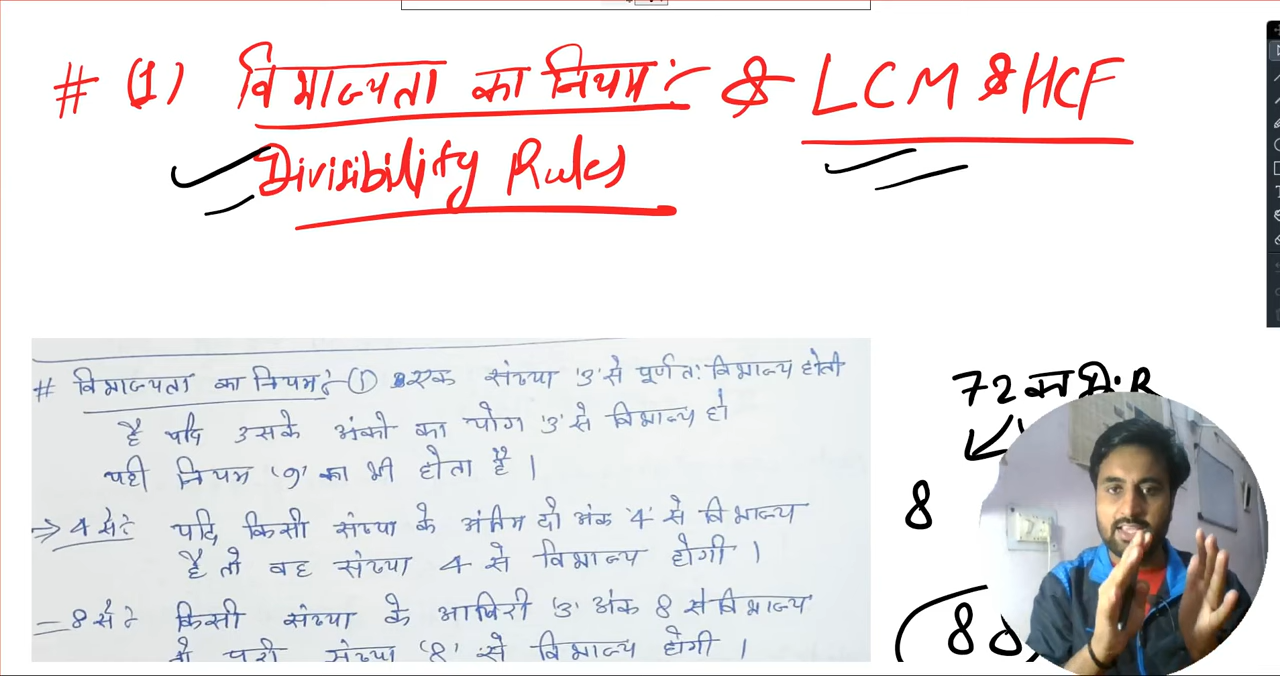 # (1) विभाज्यता का नियम :- & LCM & HCF
Divisibility Rules
# विभाज्यता का नियम :- (1) एक संख्या '3' से पूर्णतः विभाज्य होती
है यदि उसके अंको का योग '3' से विभाज्य हो
यही नियम '9' का भी होता है।
→ 4 से :- यदि किसी संख्या के अंतिम दो अंक '4' से विभाज्य
है तो वह संख्या 4 से विभाज्य होगी।
= 8 से :- किसी संख्या के आखिरी '3' अंक 8 से विभाज्य
तो यही संख्या '8' से विभाज्य होगी।
72 का
8
80